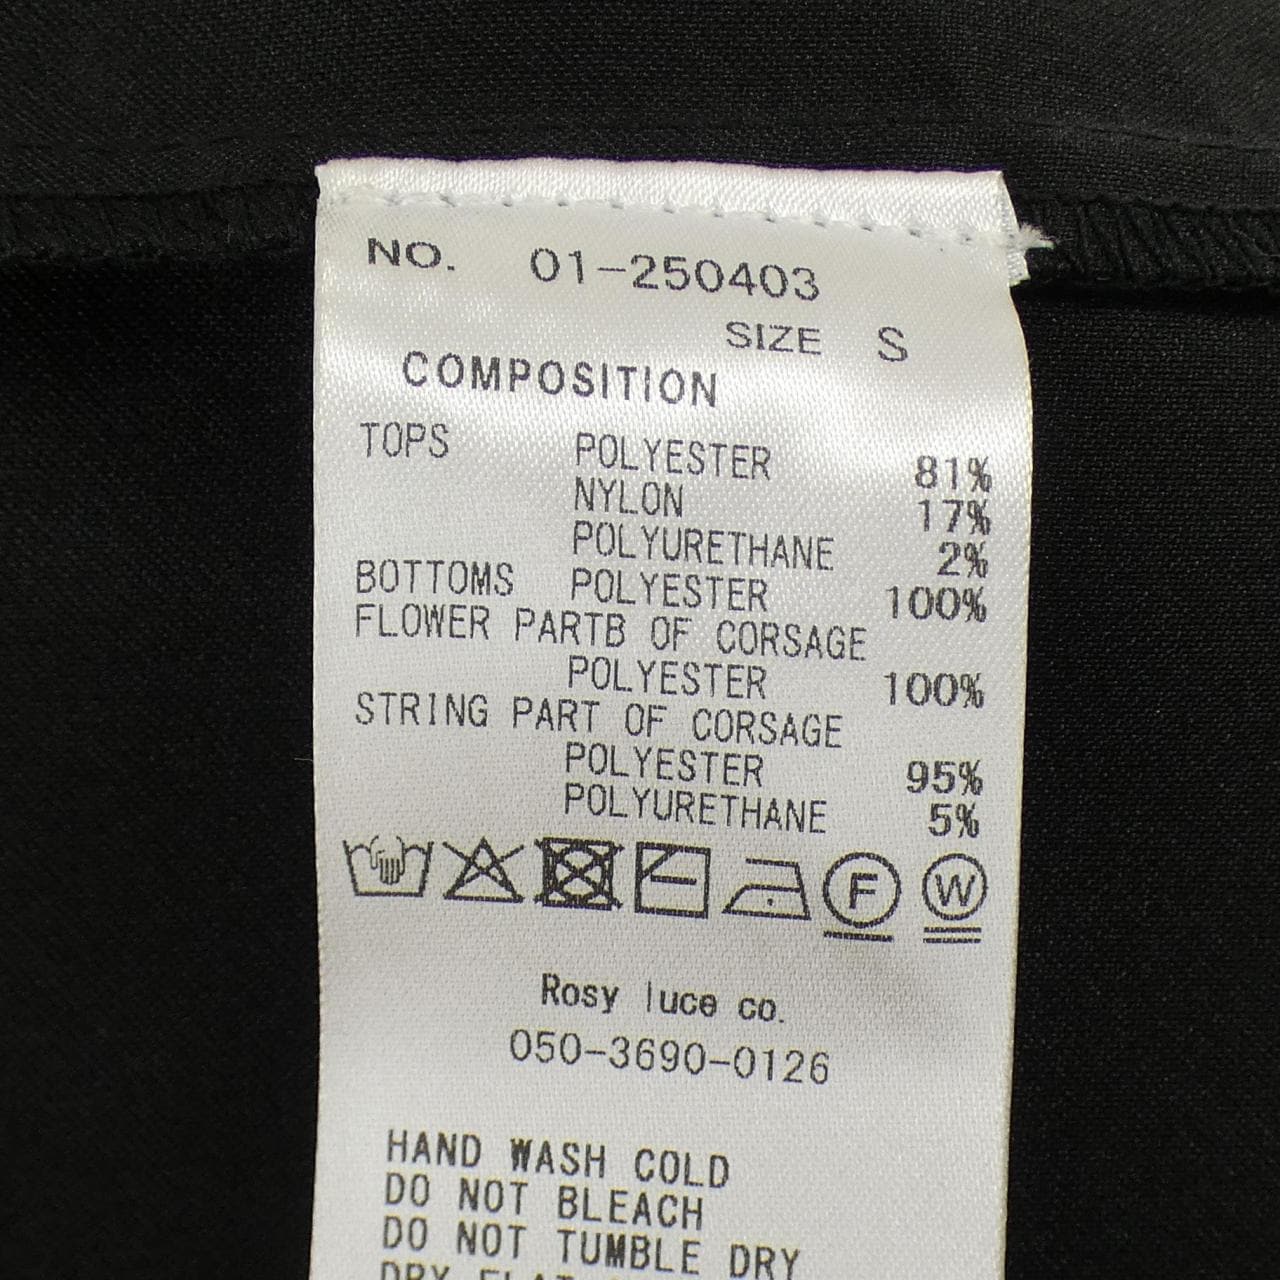 NO. 01-250403
SIZE S
COMPOSITION
TOPS POLYESTER 81%
NYLON 17%
POLYURETHANE 2%
BOTTOMS POLYESTER 100%
FLOWER PARTB OF CORSAGE
POLYESTER 100%
STRING PART OF CORSAGE
POLYESTER 95%
POLYURETHANE 5%
F W
Rosy luce co.
050-3690-0126
HAND WASH COLD
DO NOT BLEACH
DO NOT TUMBLE DRY
DRY FLAT